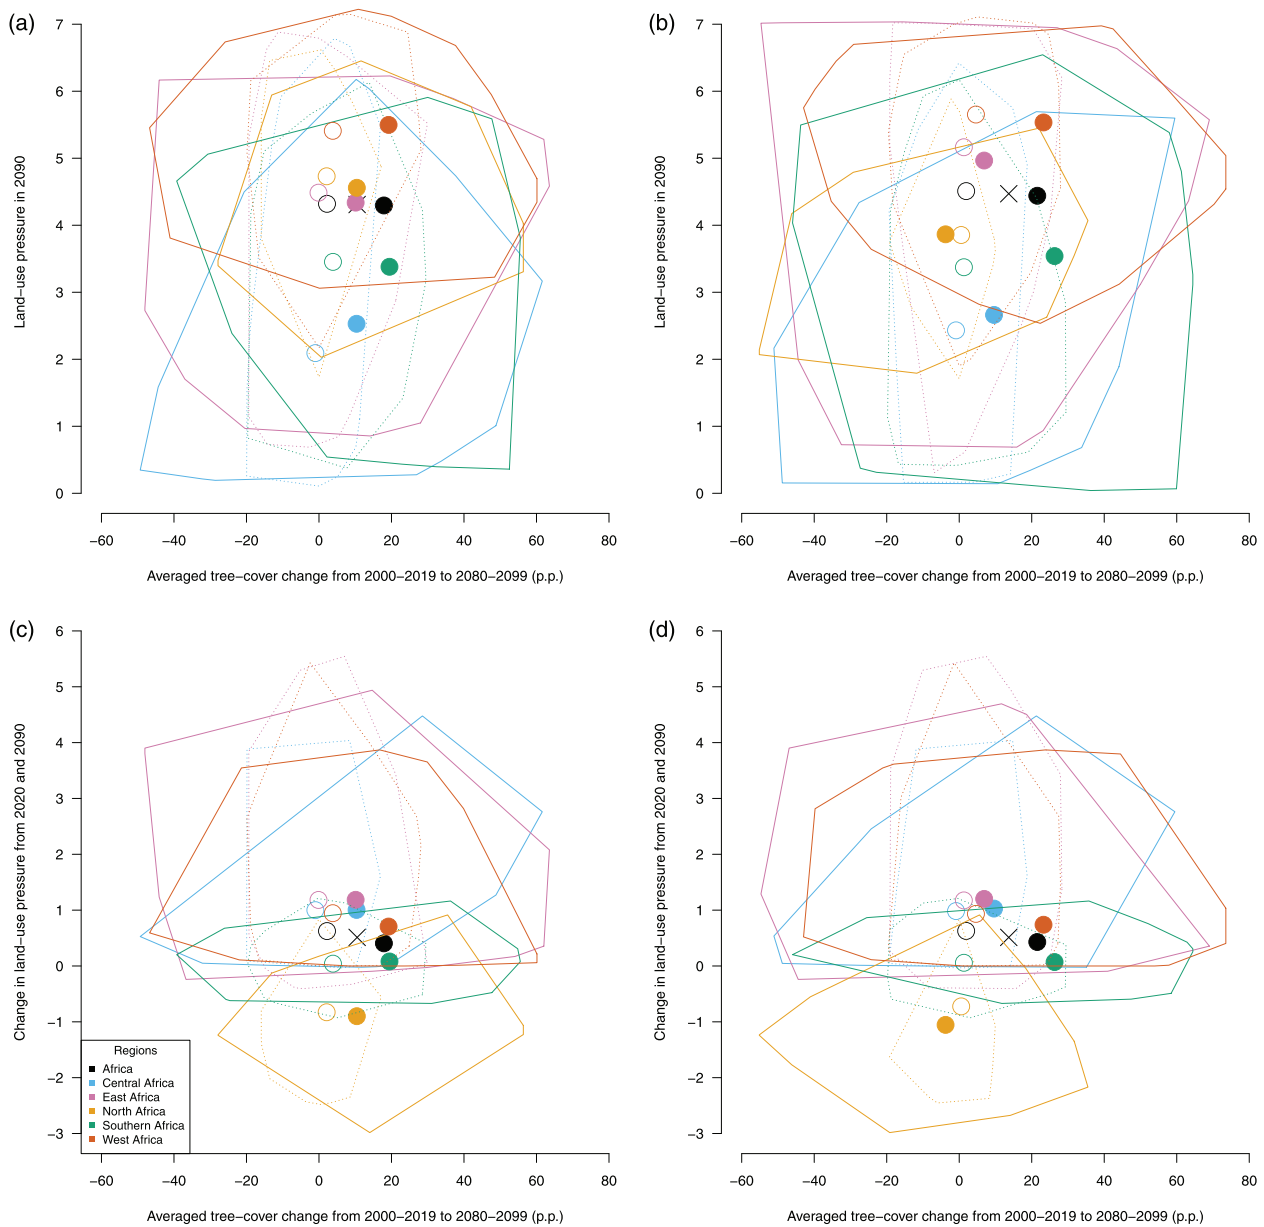 (a)
7
6
5
4
3
2
1
0
Land−use pressure in 2090
−60 −40 −20 0 20 40 60 80
Averaged tree−cover change from 2000−2019 to 2080−2099 (p.p.)
(b)
7
6
5
4
3
2
1
0
Land−use pressure in 2090
−60 −40 −20 0 20 40 60 80
Averaged tree−cover change from 2000−2019 to 2080−2099 (p.p.)
(c)
6
5
4
3
2
1
0
−1
−2
−3
Change in land−use pressure from 2020 and 2090
Regions
Africa
Central Africa
East Africa
North Africa
Southern Africa
West Africa
−60 −40 −20 0 20 40 60 80
Averaged tree−cover change from 2000−2019 to 2080−2099 (p.p.)
(d)
6
5
4
3
2
1
0
−1
−2
−3
Change in land−use pressure from 2020 and 2090
−60 −40 −20 0 20 40 60 80
Averaged tree−cover change from 2000−2019 to 2080−2099 (p.p.)